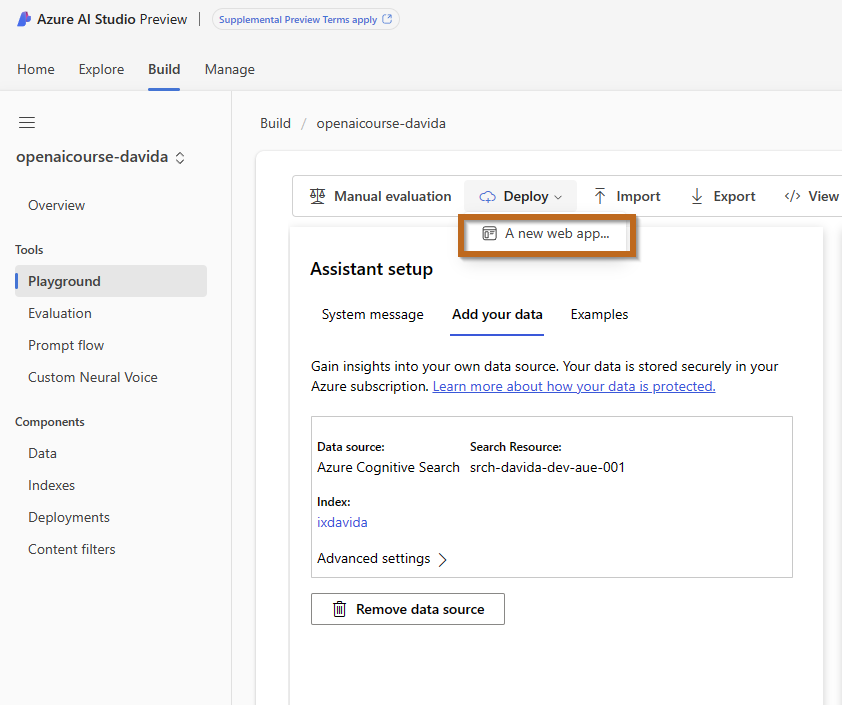 Azure AI Studio Preview | Supplemental Preview Terms apply
Home Explore Build Manage
Build / openaicourse-davida
openaicourse-davida
Overview
Tools
Playground
Evaluation
Prompt flow
Custom Neural Voice
Components
Data
Indexes
Deployments
Content filters
Manual evaluation Deploy Import Export </> View
A new web app...
Assistant setup
System message Add your data Examples
Gain insights into your own data source. Your data is stored securely in your
Azure subscription. Learn more about how your data is protected.
Data source: Search Resource:
Azure Cognitive Search srch-davida-dev-aue-001
Index:
ixdavida
Advanced settings
Remove data source